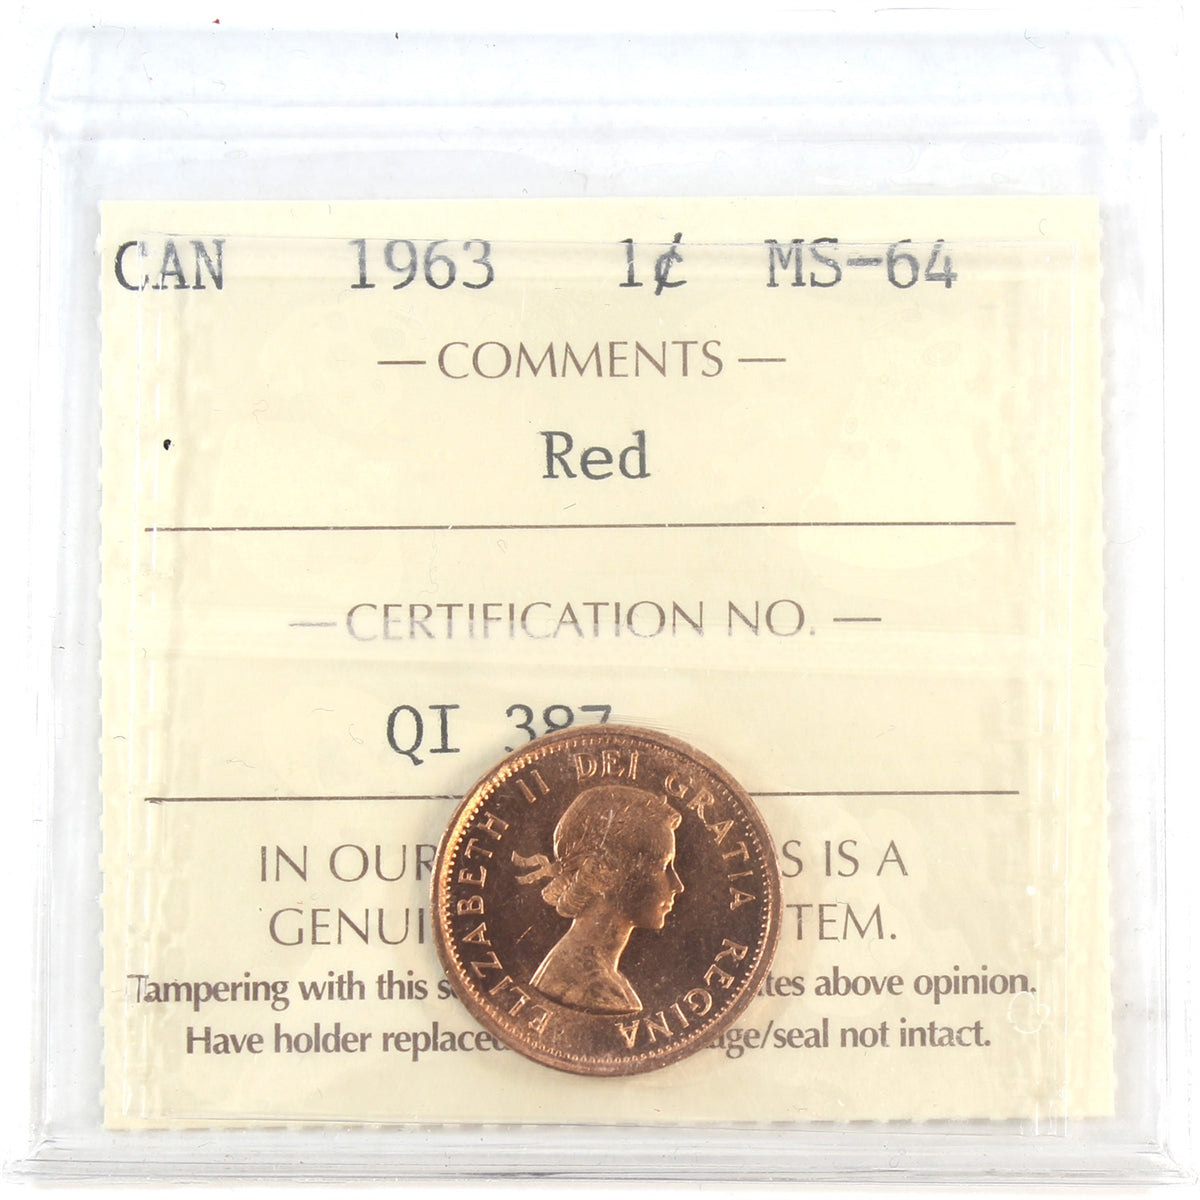 CAN 1963 1¢ MS-64
— COMMENTS —
Red
— CERTIFICATION NO. —
QI 387
ELIZABETH II DEI GRATIA REGINA
IN OUR S IS A
GENUI TEM.
Tampering with this s tes above opinion.
Have holder replaced ge/seal not intact.